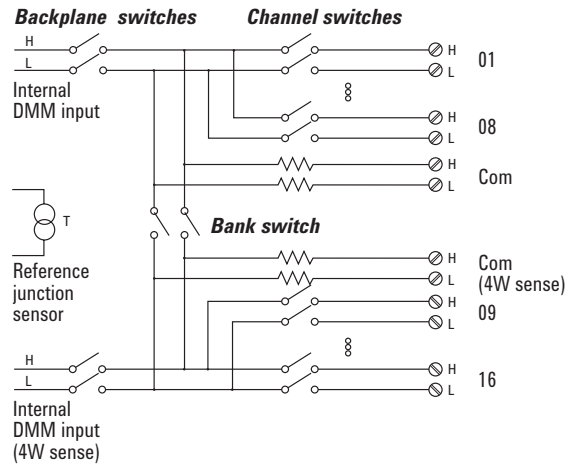 Backplane switches
Channel switches
H
L
Internal
DMM input
H
L
01
H
L
08
H
L
Com
T
Reference
junction
sensor
Bank switch
H
L
Com
(4W sense)
H
L
09
H
L
Internal
DMM input
(4W sense)
H
L
16